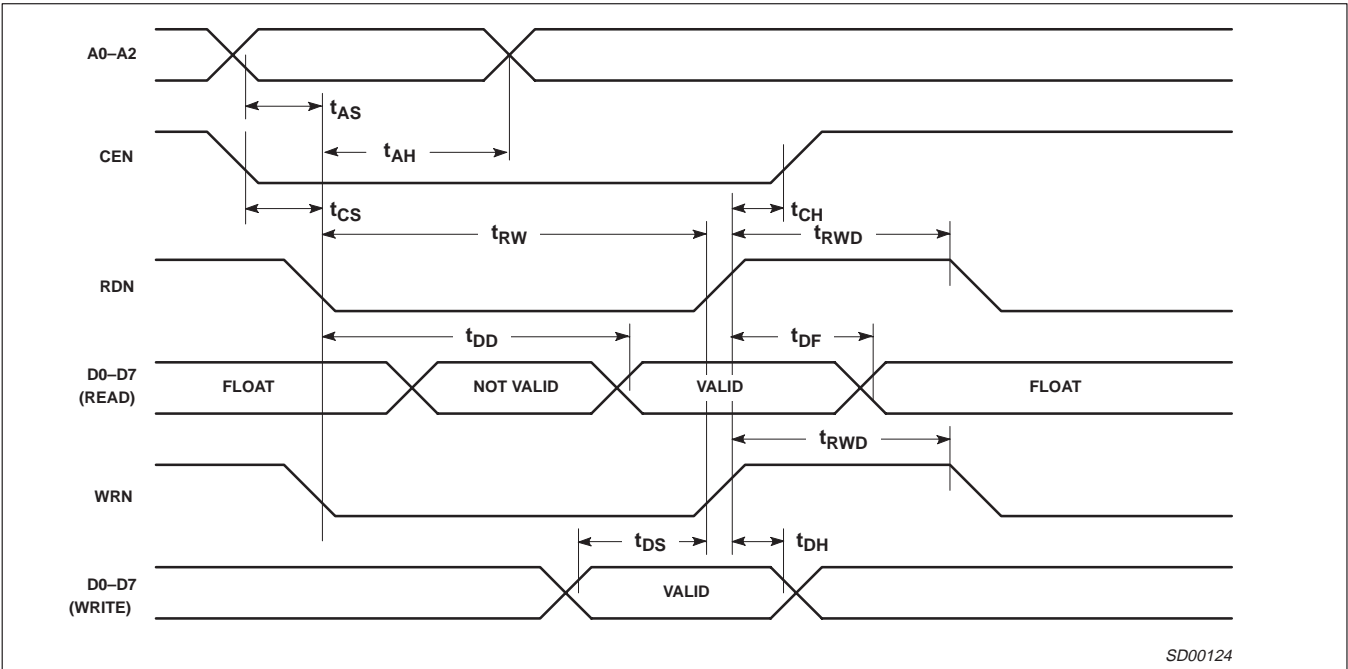 A0–A2
tAS
tAH
CEN
tCS
tCH
tRW
tRWD
RDN
tDD
tDF
D0–D7
(READ)
FLOAT
NOT VALID
VALID
FLOAT
tRWD
WRN
tDS
tDH
D0–D7
(WRITE)
VALID
SD00124